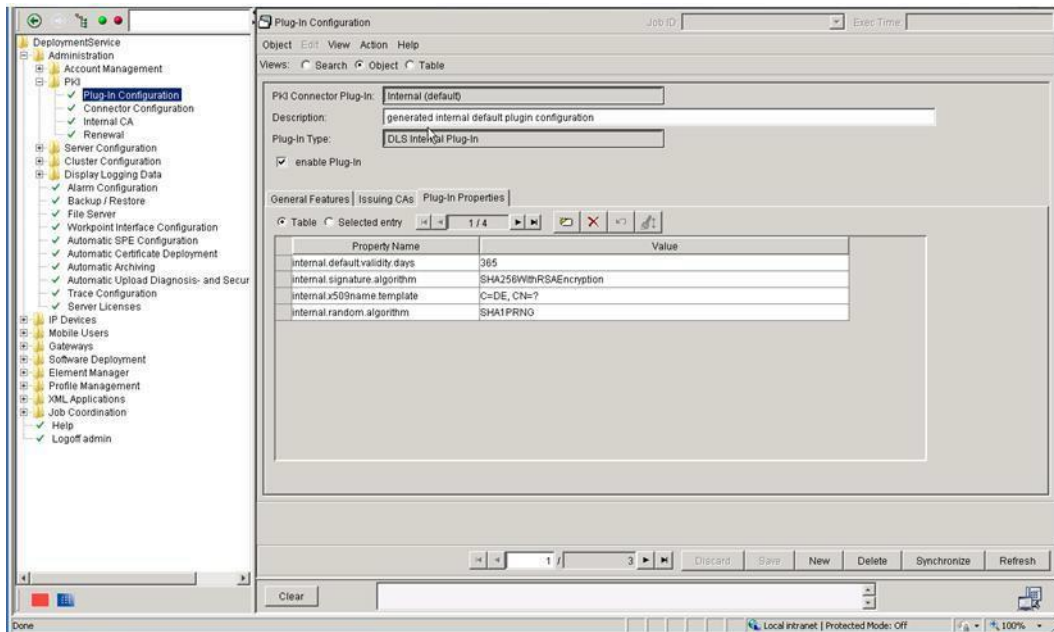 Plug-In Configuration
Job ID:
Exec Time:
DeploymentService
Administration
Account Management
PKI
Plug-In Configuration
Connector Configuration
Internal CA
Renewal
Server Configuration
Cluster Configuration
Display Logging Data
Alarm Configuration
Backup / Restore
File Server
Workpoint Interface Configuration
Automatic SPE Configuration
Automatic Certificate Deployment
Automatic Archiving
Automatic Upload Diagnosis- and Secur
Trace Configuration
Server Licenses
IP Devices
Mobile Users
Gateways
Software Deployment
Element Manager
Profile Management
XML Applications
Job Coordination
Help
Logoff admin
Object Edit View Action Help
Views: Search Object Table
PKI Connector Plug-In: Internal (default)
Description: generated internal default plugin configuration
Plug-In Type: DLS Internal Plug-In
enable Plug-In
General Features Issuing CAs Plug-In Properties
Table Selected entry 1 / 4
Property Name Value
internal.default.validity.days 365
internal.signature.algorithm SHA256WithRSAEncryption
internal.x509name.template C=DE, CN=?
internal.random.algorithm SHA1PRNG
1 / 3 Discard Save New Delete Synchronize Refresh
Clear
Done
Local intranet | Protected Mode: Off
100%